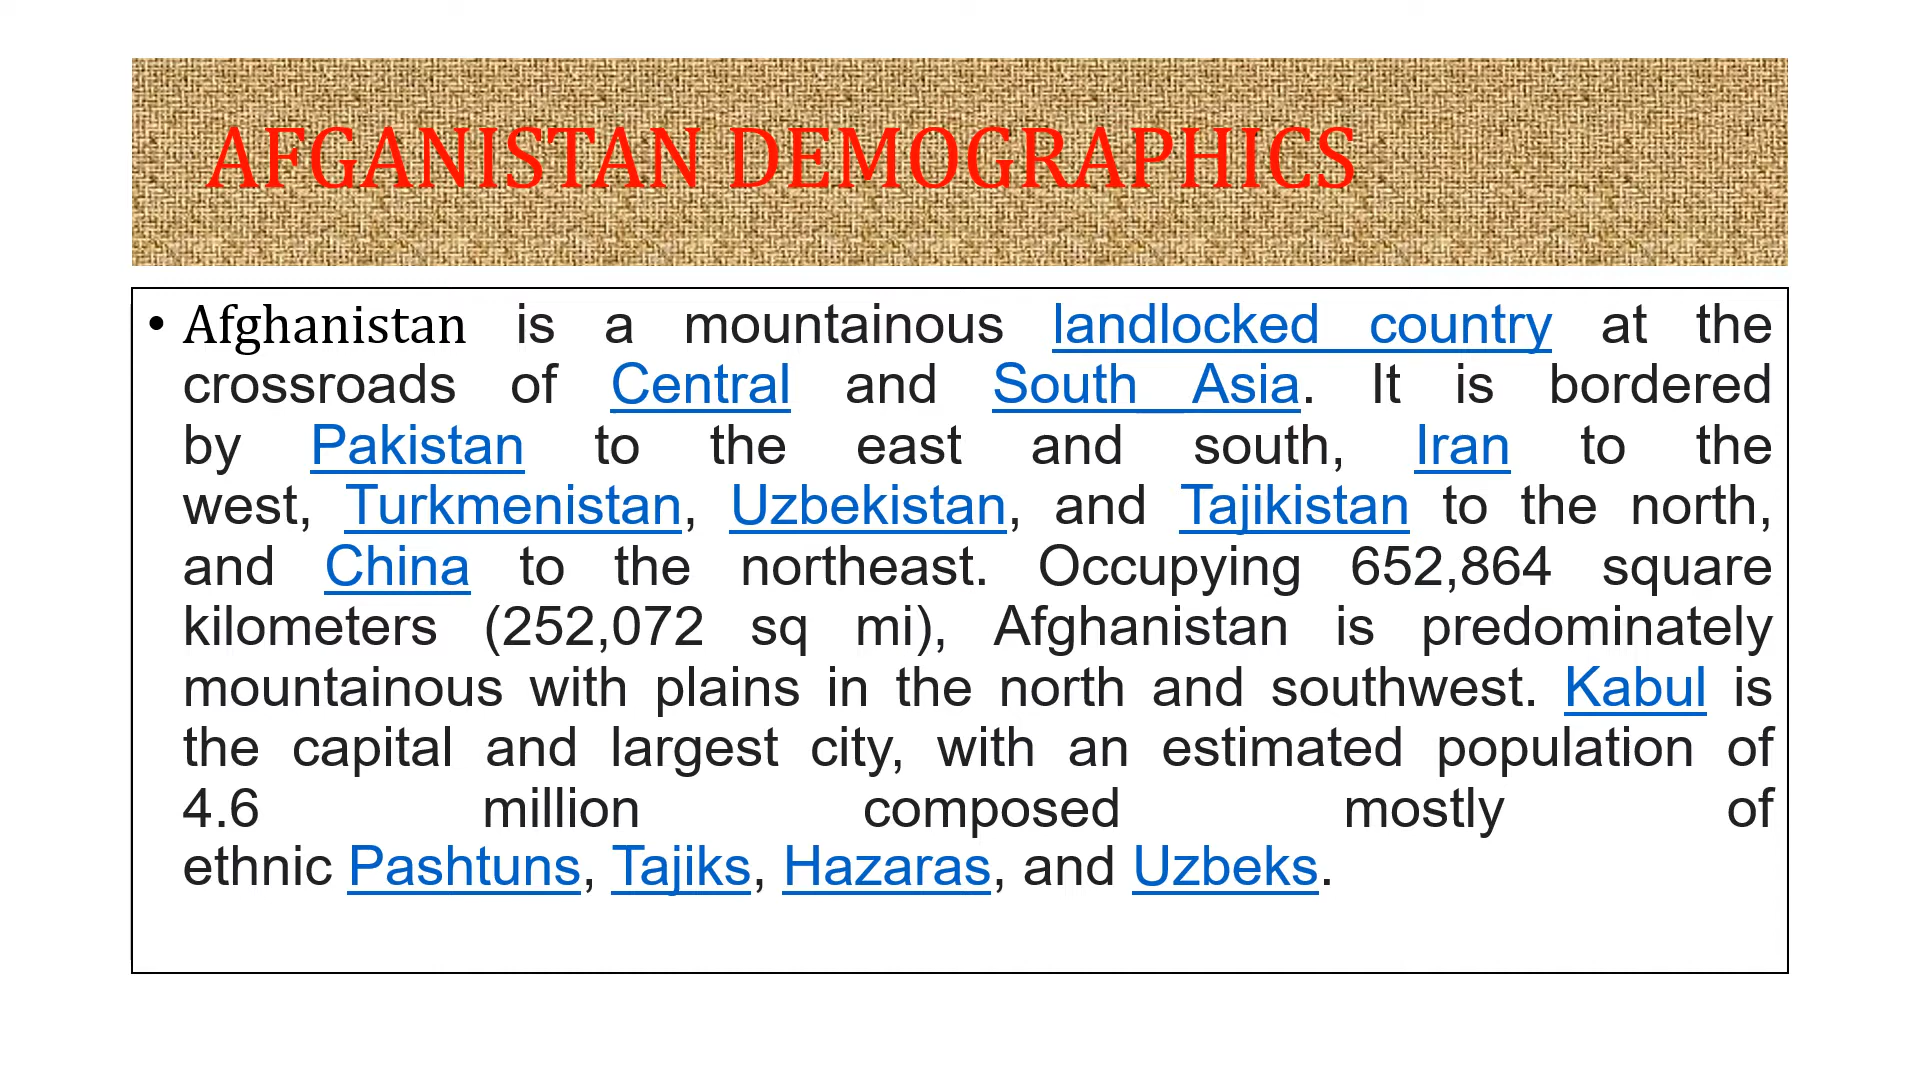 AFGANISTAN DEMOGRAPHICS
• Afghanistan is a mountainous landlocked country at the
crossroads of Central and South Asia. It is bordered
by Pakistan to the east and south, Iran to the
west, Turkmenistan, Uzbekistan, and Tajikistan to the north,
and China to the northeast. Occupying 652,864 square
kilometers (252,072 sq mi), Afghanistan is predominately
mountainous with plains in the north and southwest. Kabul is
the capital and largest city, with an estimated population of
4.6 million composed mostly of
ethnic Pashtuns, Tajiks, Hazaras, and Uzbeks.